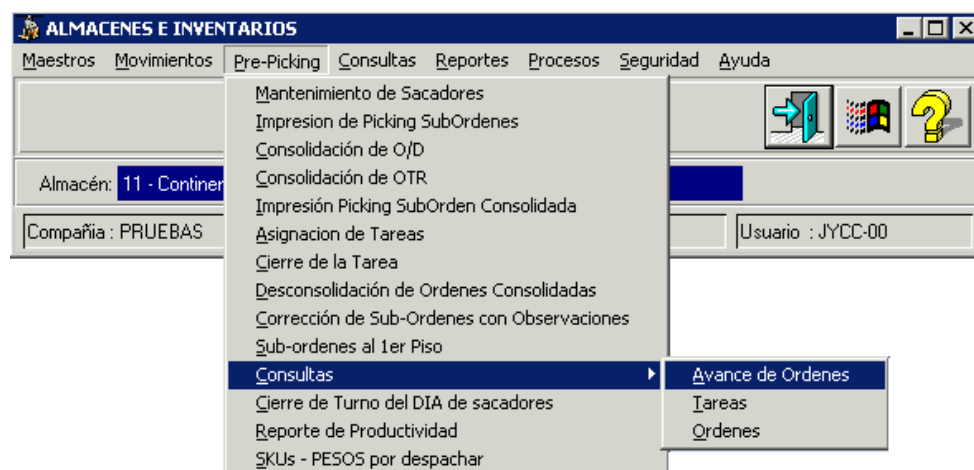 ALMACENES E INVENTARIOS
Maestros Movimientos Pre-Picking Consultas Reportes Procesos Seguridad Ayuda
Mantenimiento de Sacadores
Impresion de Picking SubOrdenes
Consolidación de O/D
Consolidación de OTR
Impresión Picking SubOrden Consolidada
Asignacion de Tareas
Cierre de la Tarea
Desconsolidación de Ordenes Consolidadas
Corrección de Sub-Ordenes con Observaciones
Sub-ordenes al 1er Piso
Consultas
Avance de Ordenes
Tareas
Ordenes
Cierre de Turno del DIA de sacadores
Reporte de Productividad
SKUs - PESOS por despachar
Almacén: 11 - Continer
Compañia : PRUEBAS
Usuario : JYCC-00